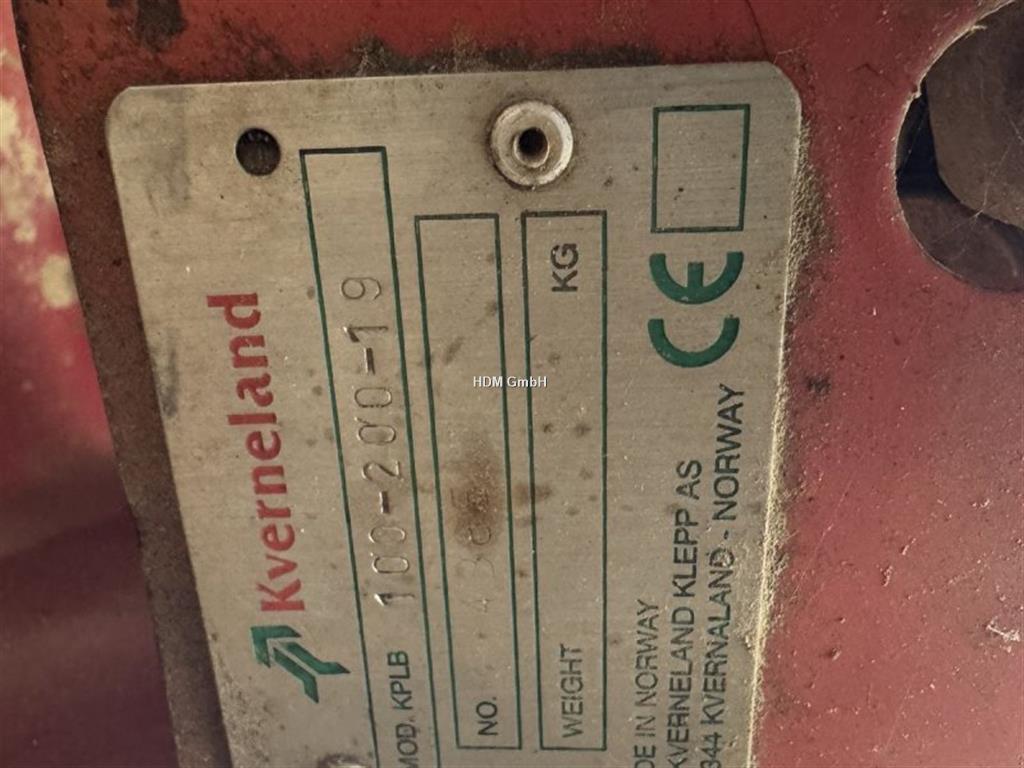 Kverneland
MOD. KPLB 100-200-19
NO.
WEIGHT KG
CE
DE IN NORWAY
KVERNELAND KLEPP AS
344 KVERNALAND - NORWAY
HDM GmbH